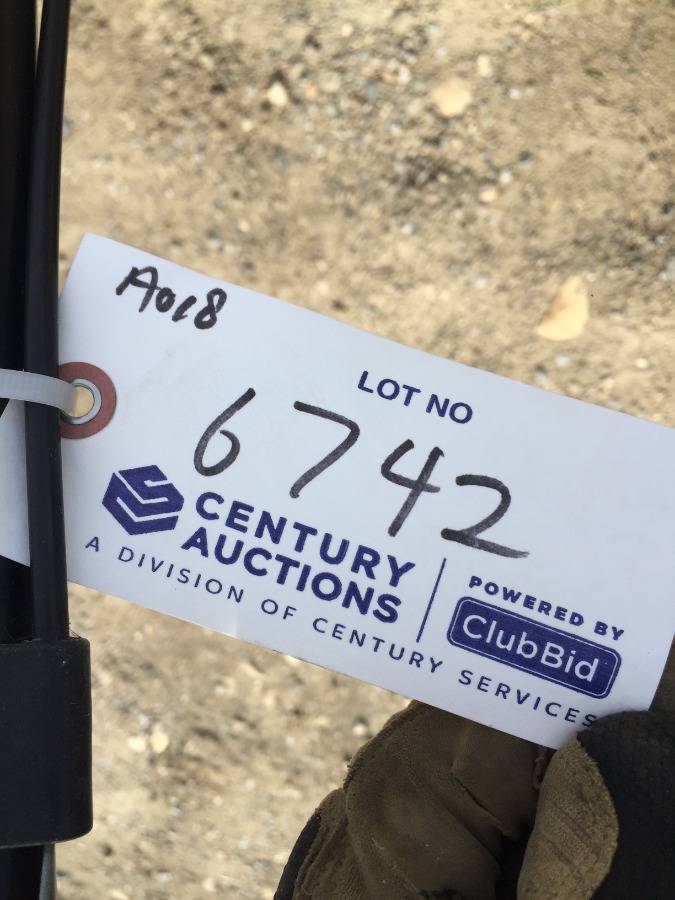 A018
LOT NO
6742
CENTURY
AUCTIONS
A DIVISION OF CENTURY SERVICES
POWERED BY
ClubBid